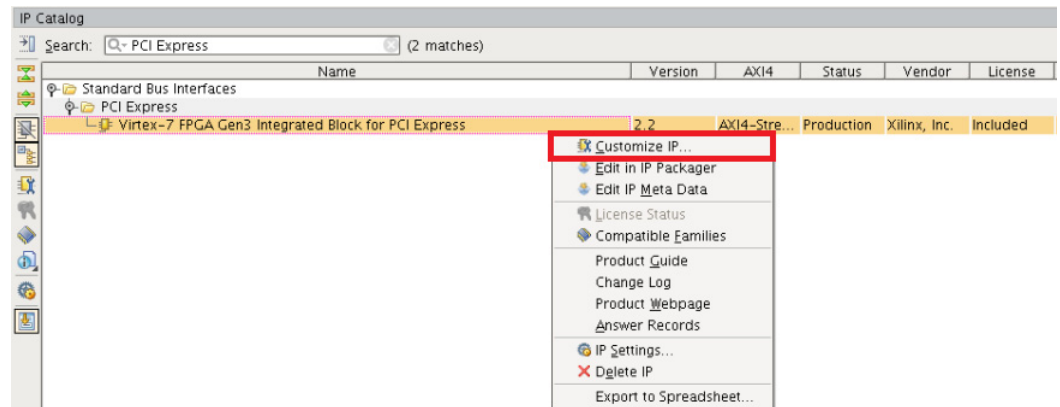 IP Catalog
Search: PCI Express (2 matches)
Name Version AXI4 Status Vendor License
Standard Bus Interfaces
PCI Express
Virtex-7 FPGA Gen3 Integrated Block for PCI Express 2.2 AXI4-Stre... Production Xilinx, Inc. Included
Customize IP...
Edit in IP Packager
Edit IP Meta Data
License Status
Compatible Families
Product Guide
Change Log
Product Webpage
Answer Records
IP Settings...
Delete IP
Export to Spreadsheet...